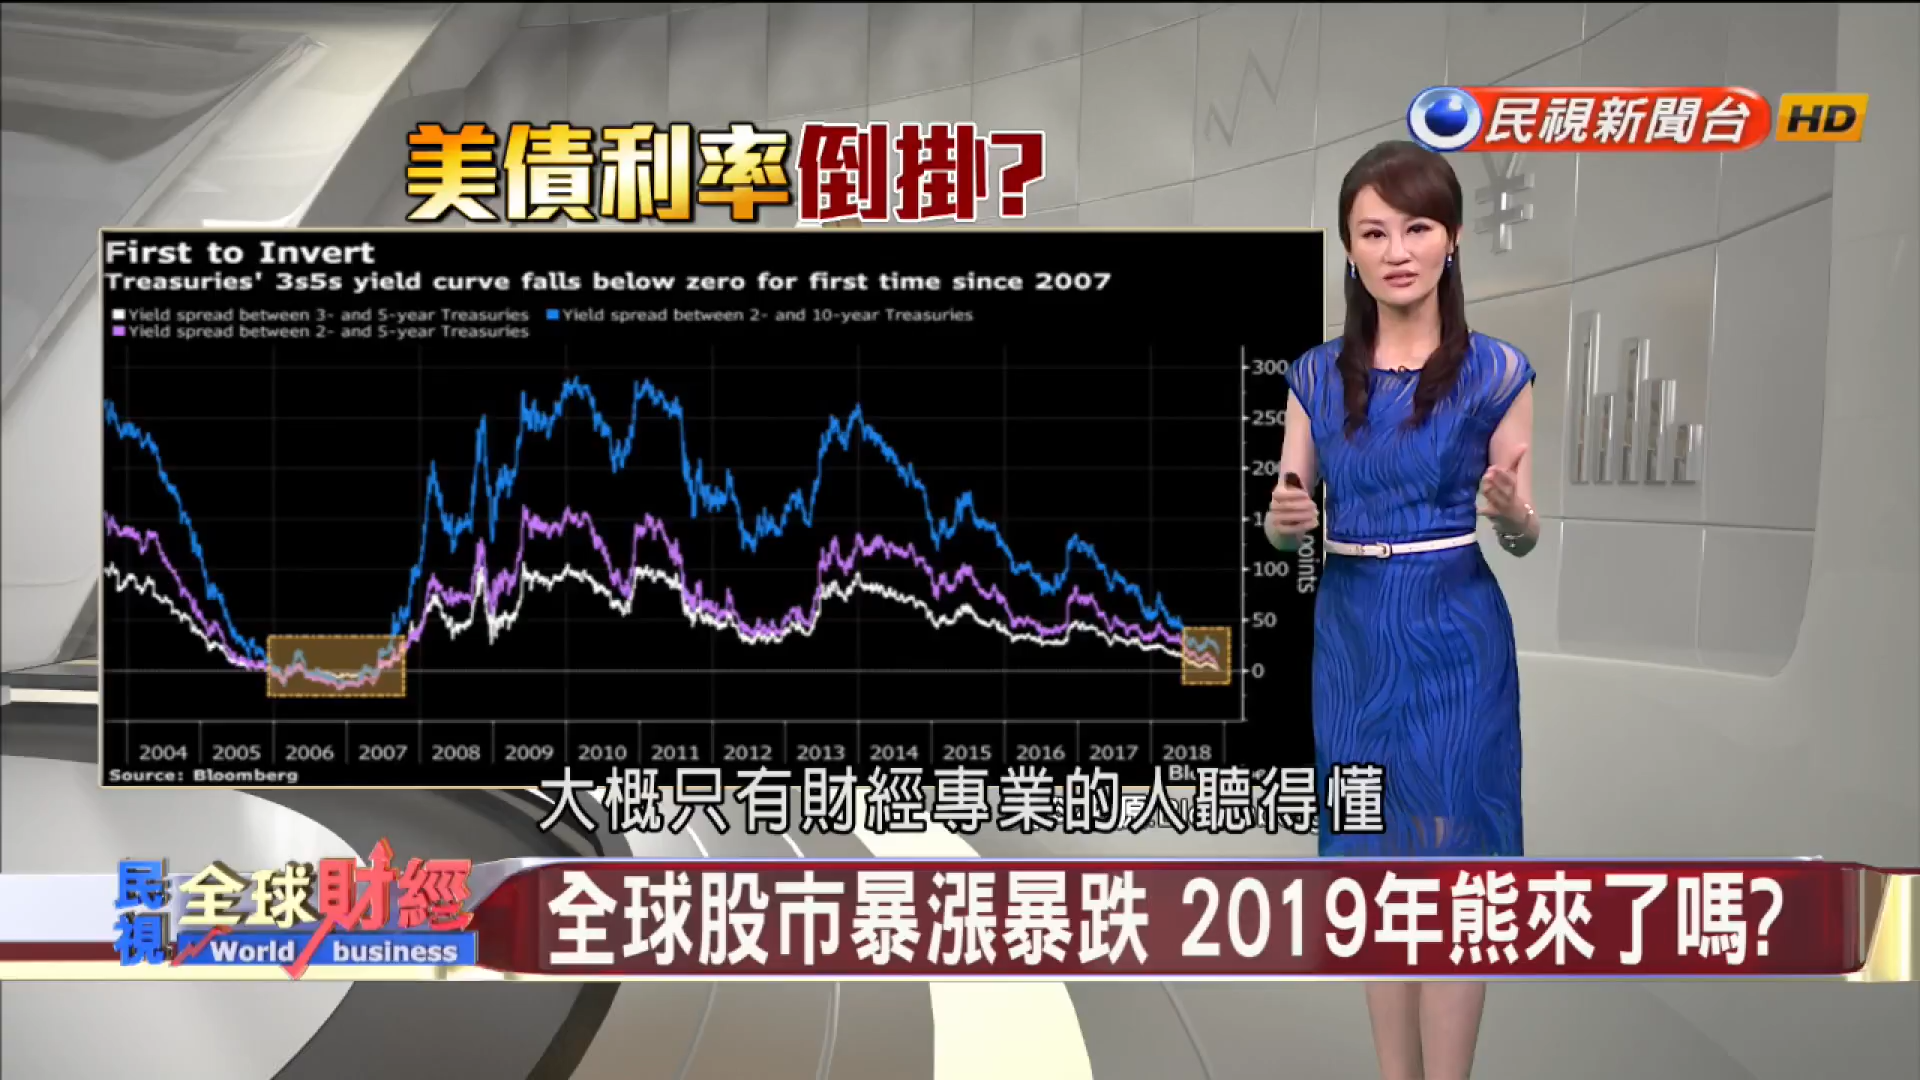 民視新聞台 HD
美債利率倒掛?
First to Invert
Treasuries' 3s5s yield curve falls below zero for first time since 2007
Yield spread between 3- and 5-year Treasuries
Yield spread between 2- and 10-year Treasuries
Yield spread between 2- and 5-year Treasuries
300
250
100
points
50
0
2004 2005 2006 2007 2008 2009 2010 2011 2012 2013 2014 2015 2016 2017 2018
Source: Bloomberg
大概只有財經專業的人聽得懂
民視 全球財經
World business
全球股市暴漲暴跌 2019年熊來了嗎?